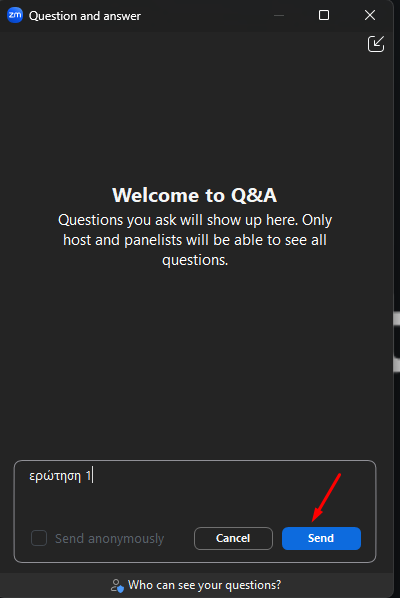 zm Question and answer
Welcome to Q&A
Questions you ask will show up here. Only
host and panelists will be able to see all
questions.
ερώτηση 1
Send anonymously Cancel Send
Who can see your questions?